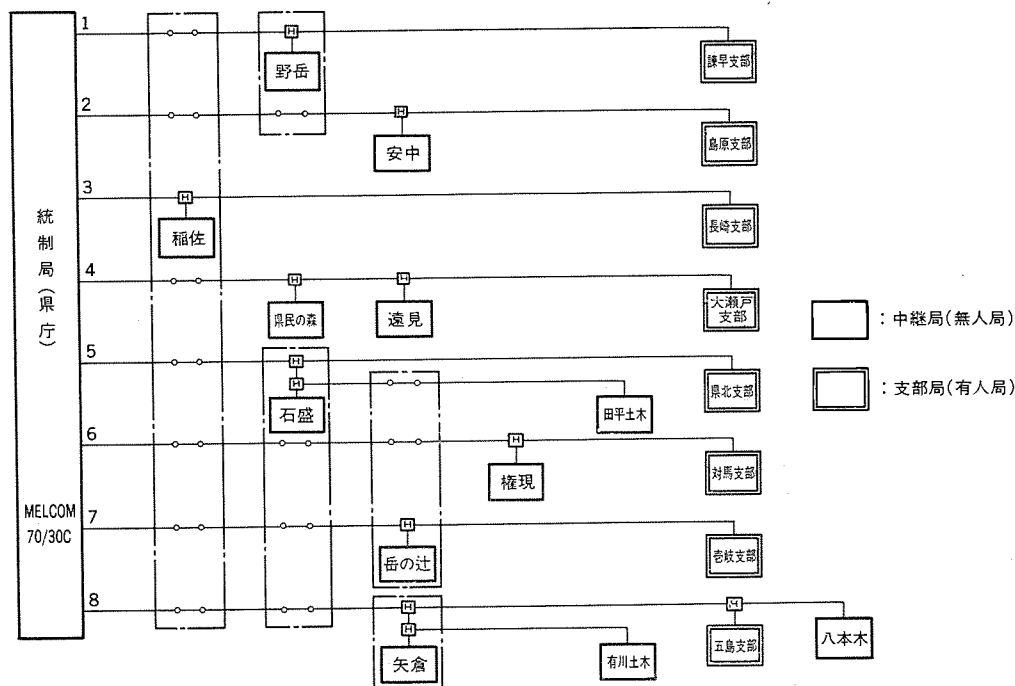 統制局(県庁)
MELCOM
70/30C
1
H
野岳
諫早支部
2
H
安中
島原支部
3
H
稲佐
長崎支部
4
H
H
県民の森
遠見
大瀬戸
支部
5
H
H
石盛
田平土木
県北支部
6
H
権現
対馬支部
7
H
岳の辻
壱岐支部
8
H
H
H
矢倉
有川土木
五島支部
八本木
:中継局(無人局)
:支部局(有人局)